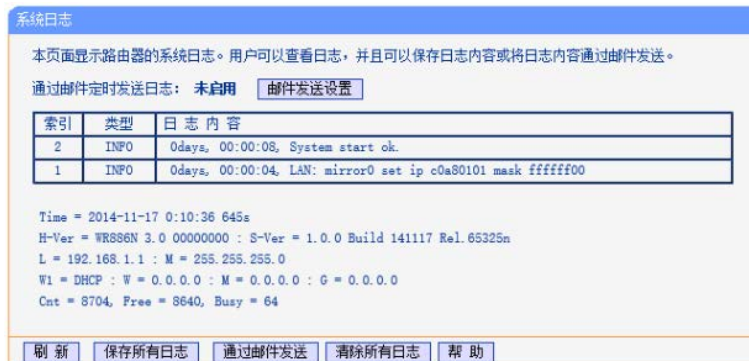 系统日志
本页面显示路由器的系统日志。用户可以查看日志，并且可以保存日志内容或将日志内容通过邮件发送。
通过邮件定时发送日志： 未启用 邮件发送设置
索引 类型 日 志 内 容
2 INFO 0days, 00:00:08, System start ok.
1 INFO 0days, 00:00:04, LAN: mirror0 set ip c0a80101 mask ffffff00
Time = 2014-11-17 0:10:36 645s
H-Ver = WR886N 3.0 00000000 : S-Ver = 1.0.0 Build 141117 Rel.65325n
L = 192.168.1.1 : M = 255.255.255.0
W1 = DHCP : W = 0.0.0.0 : M = 0.0.0.0 : G = 0.0.0.0
Cnt = 8704, Free = 8640, Busy = 64
刷 新 保存所有日志 通过邮件发送 清除所有日志 帮 助